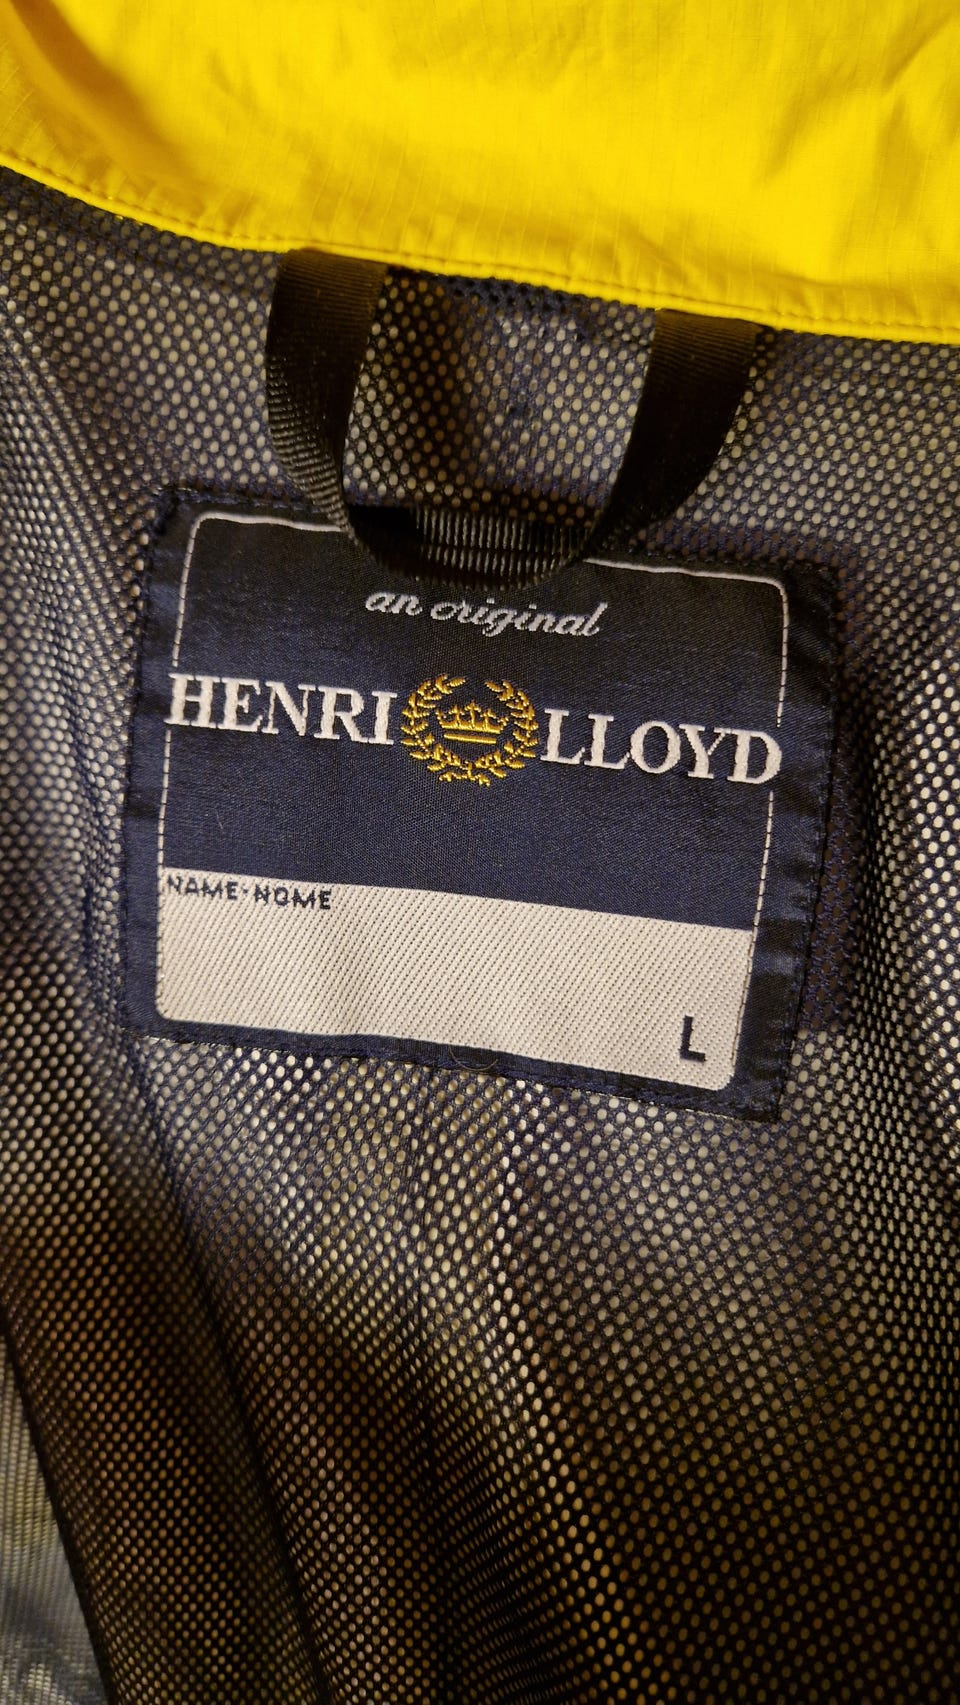 an original
HENRI LLOYD
NAME-NOME
L